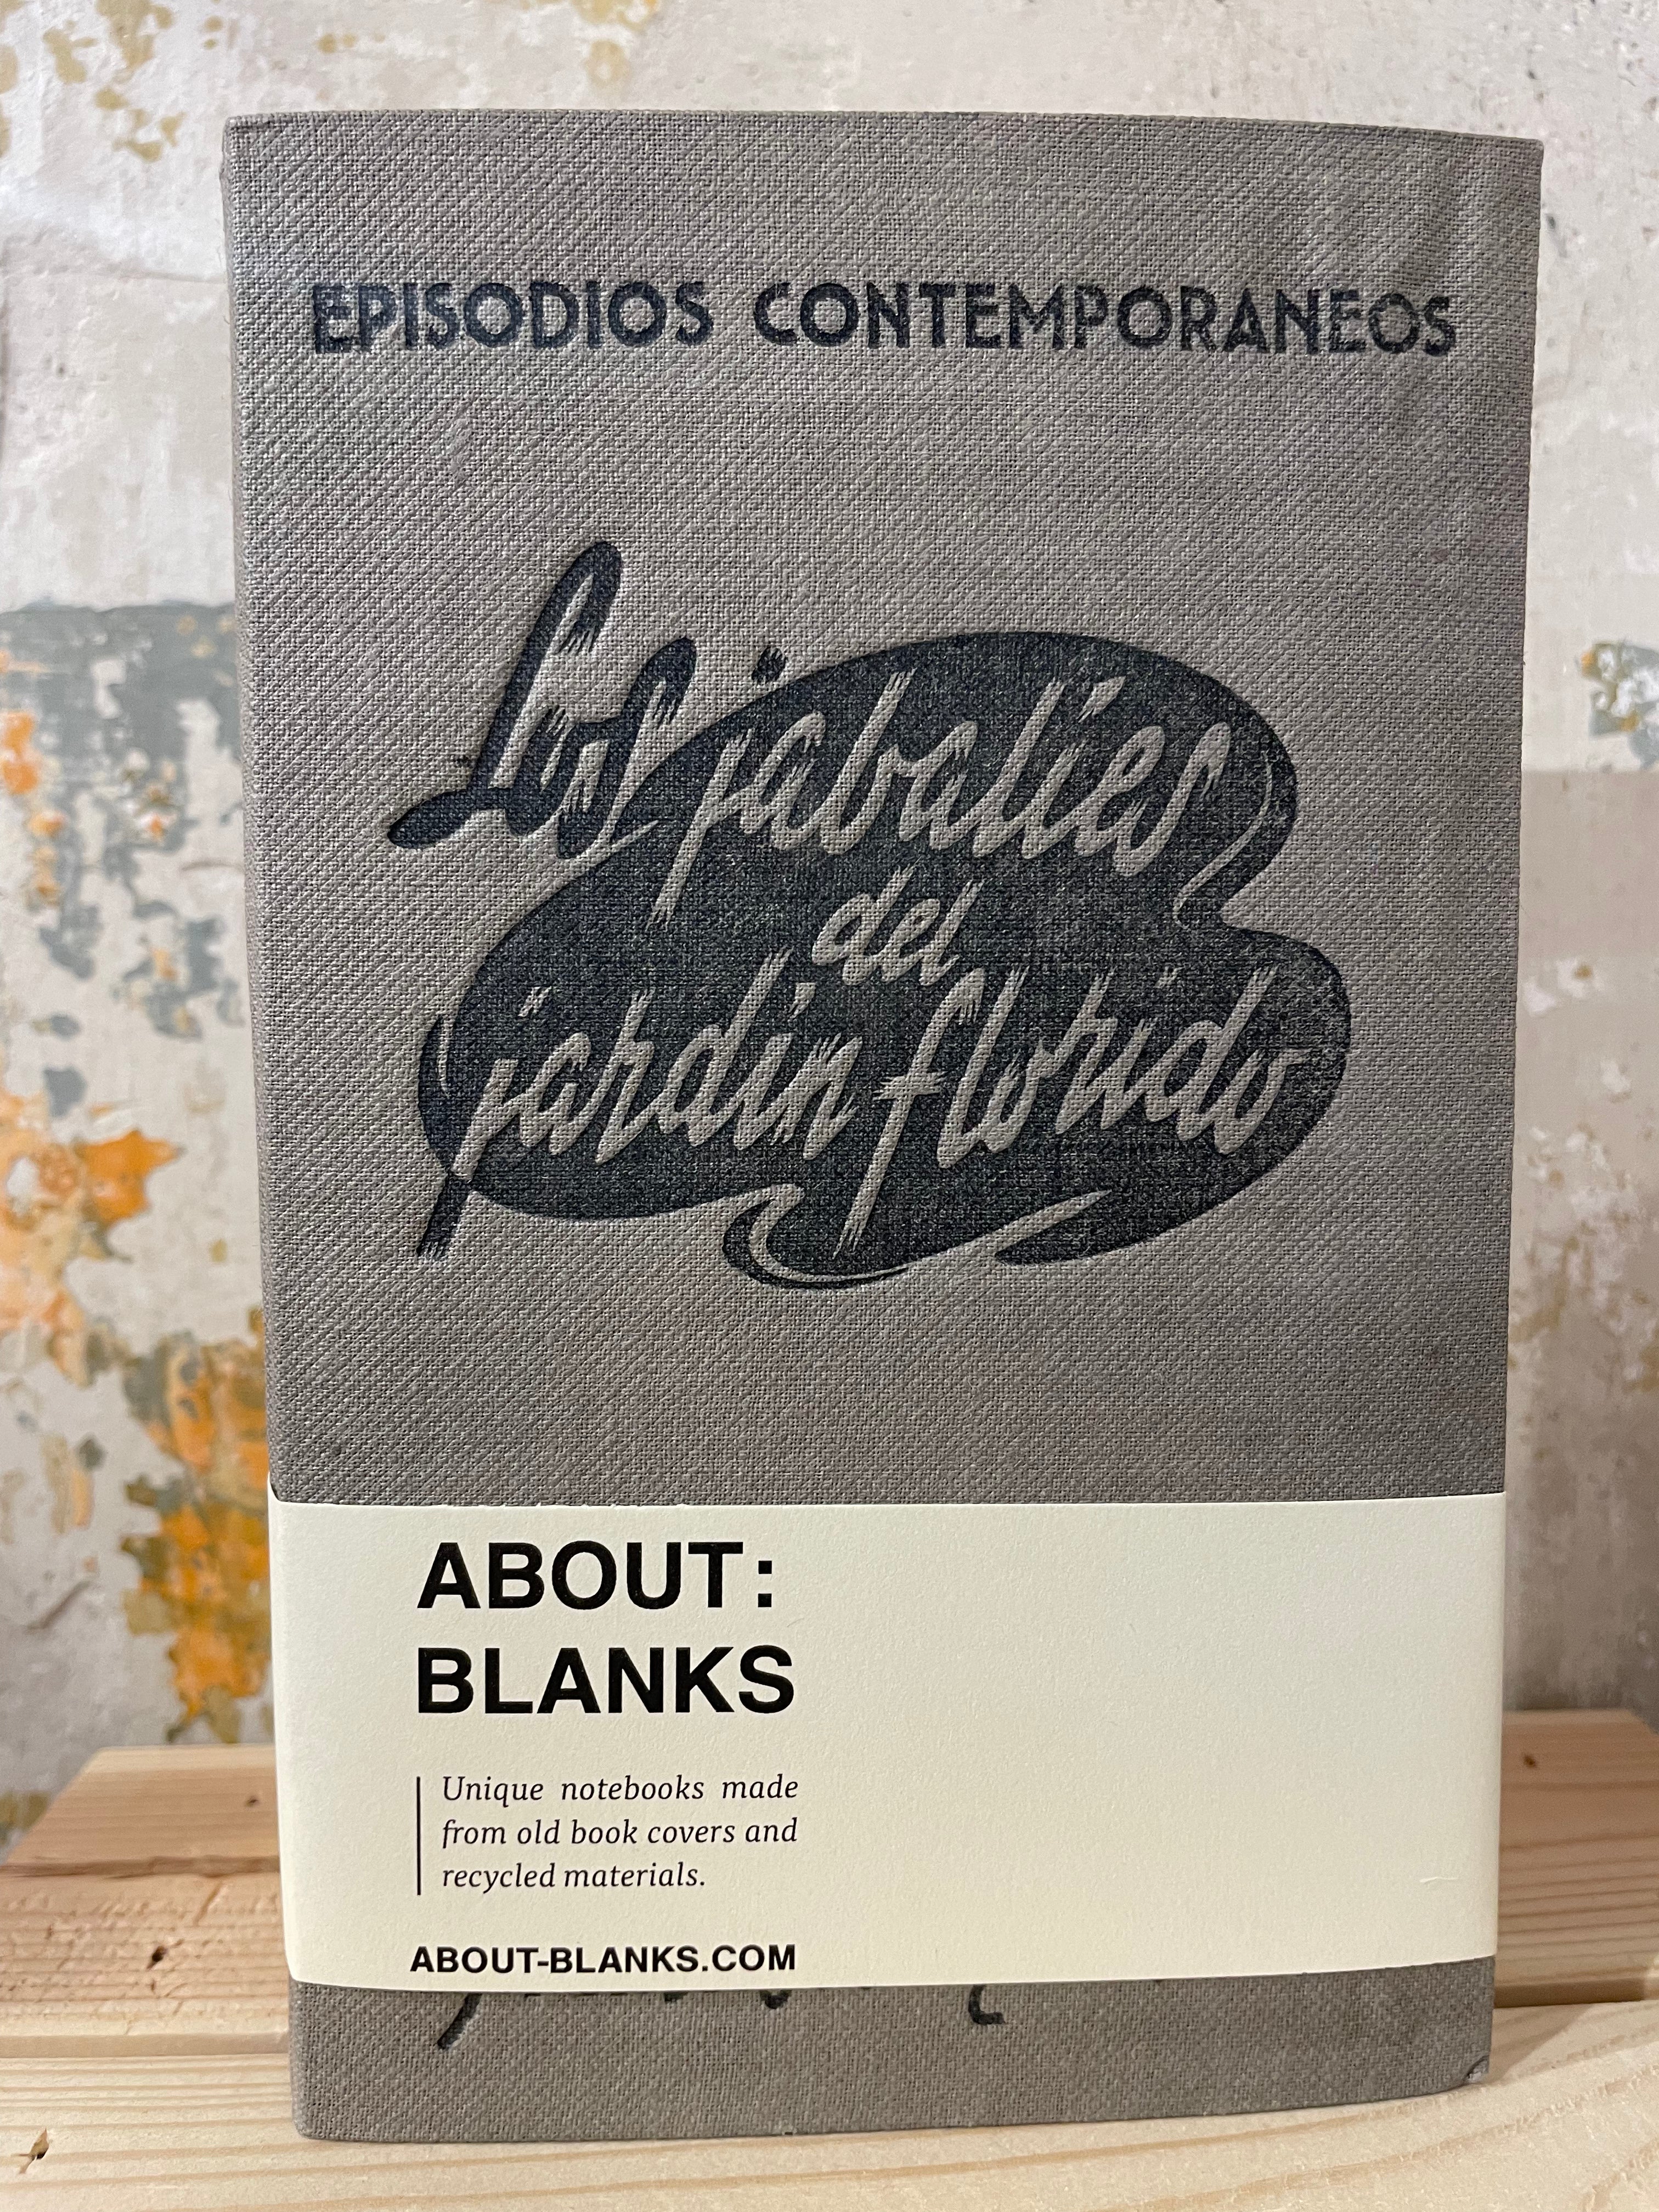 EPISODIOS CONTEMPORANEOS
Los jabalíes
del
jardín florido
ABOUT:
BLANKS
Unique notebooks made
from old book covers and
recycled materials.
ABOUT-BLANKS.COM